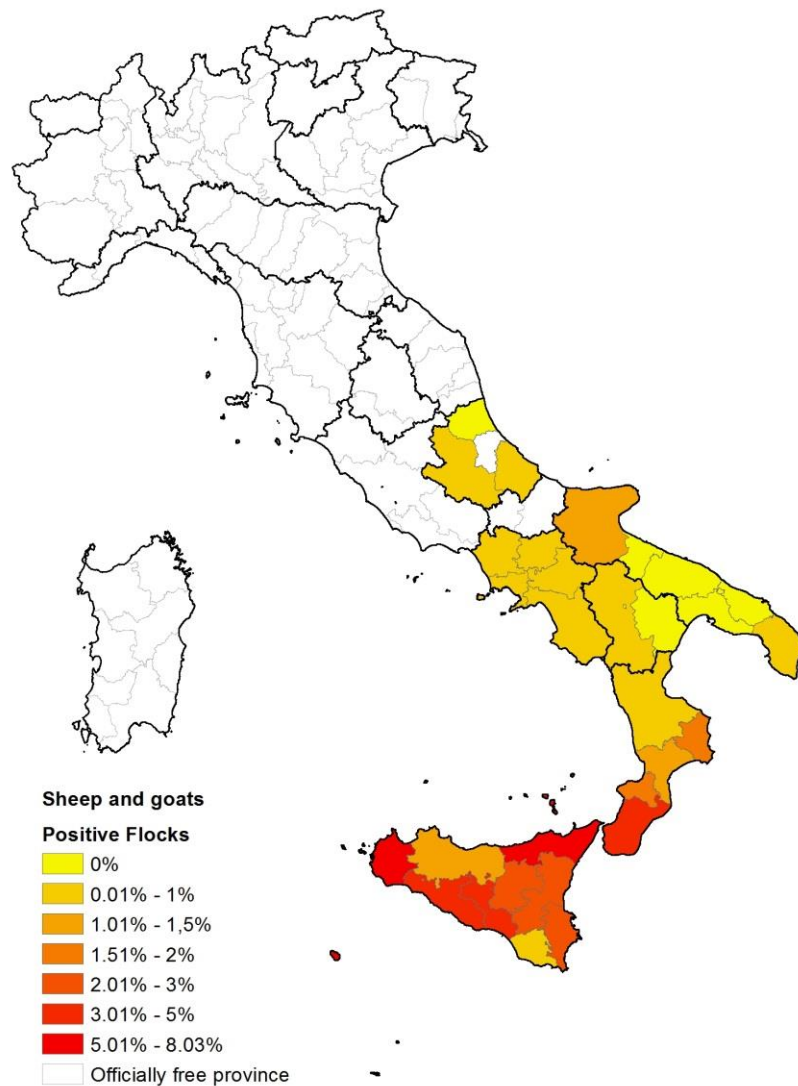 Sheep and goats
Positive Flocks
0%
0.01% - 1%
1.01% - 1,5%
1.51% - 2%
2.01% - 3%
3.01% - 5%
5.01% - 8.03%
Officially free province